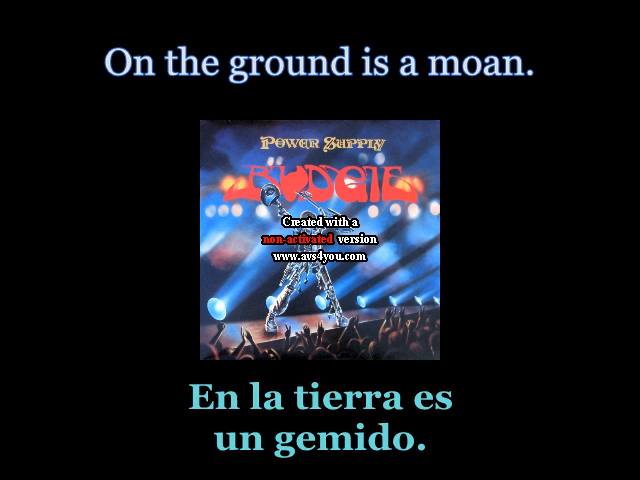 On the ground is a moan.
POWER SUPPLY
BUDGIE
Created with a
non-activated version
www.avs4you.com
En la tierra es
un gemido.